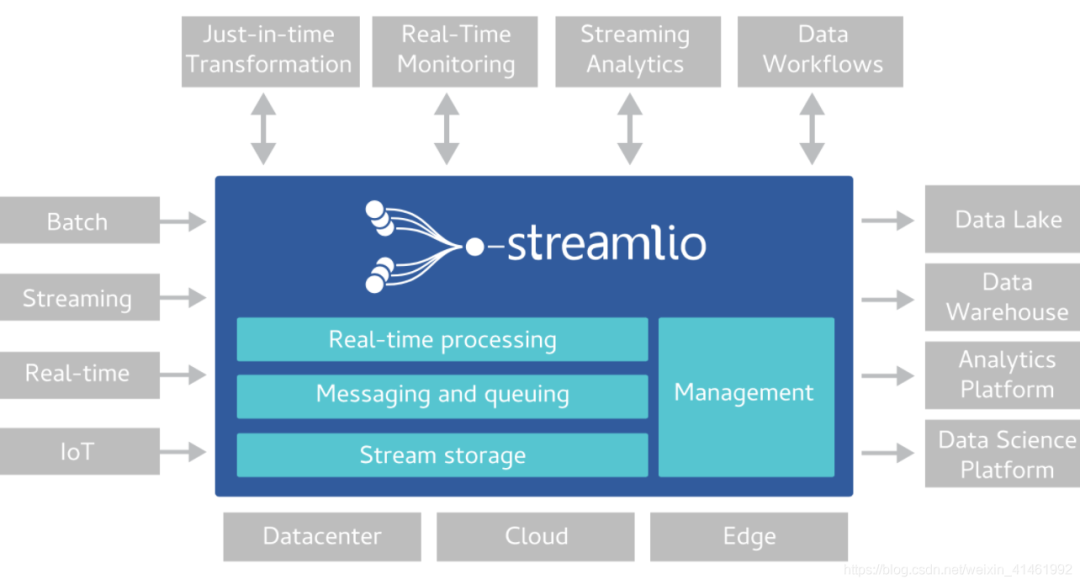 Just-in-time
Transformation
Real-Time
Monitoring
Streaming
Analytics
Data
Workflows
Batch
Streaming
Real-time
IoT
streamlio
Real-time processing
Messaging and queuing
Stream storage
Management
Data Lake
Data
Warehouse
Analytics
Platform
Data Science
Platform
Datacenter
Cloud
Edge
https://blog.csdn.net/weixin_41461992